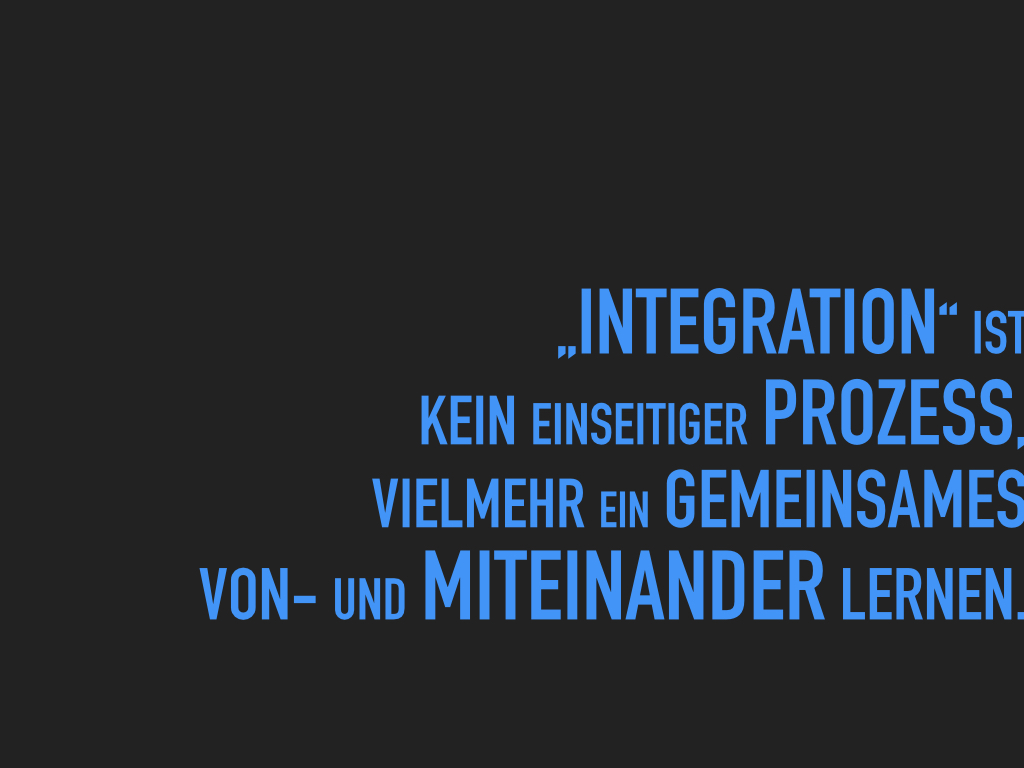 „INTEGRATION“ IST
KEIN EINSEITIGER PROZESS,
VIELMEHR EIN GEMEINSAMES
VON- UND MITEINANDER LERNEN.